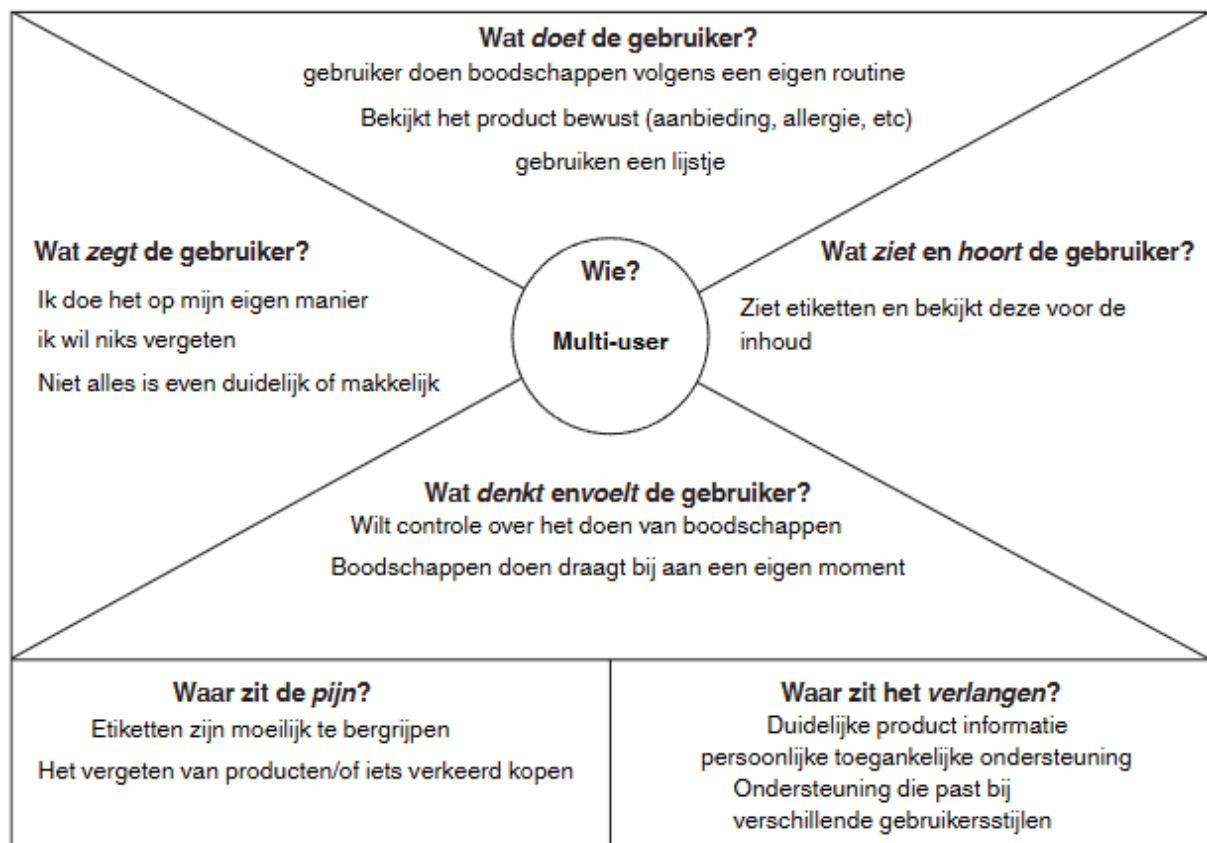 Wat doet de gebruiker?
gebruiker doen boodschappen volgens een eigen routine
Bekijkt het product bewust (aanbieding, allergie, etc)
gebruiken een lijstje
Wat zegt de gebruiker?
Ik doe het op mijn eigen manier
ik wil niks vergeten
Niet alles is even duidelijk of makkelijk
Wie?
Multi-user
Wat ziet en hoort de gebruiker?
Ziet etiketten en bekijkt deze voor de
inhoud
Wat denkt envoelt de gebruiker?
Wilt controle over het doen van boodschappen
Boodschappen doen draagt bij aan een eigen moment
Waar zit de pijn?
Etiketten zijn moeilijk te bergrijpen
Het vergeten van producten/of iets verkeerd kopen
Waar zit het verlangen?
Duidelijke product informatie
persoonlijke toegankelijke ondersteuning
Ondersteuning die past bij
verschillende gebruikersstijlen